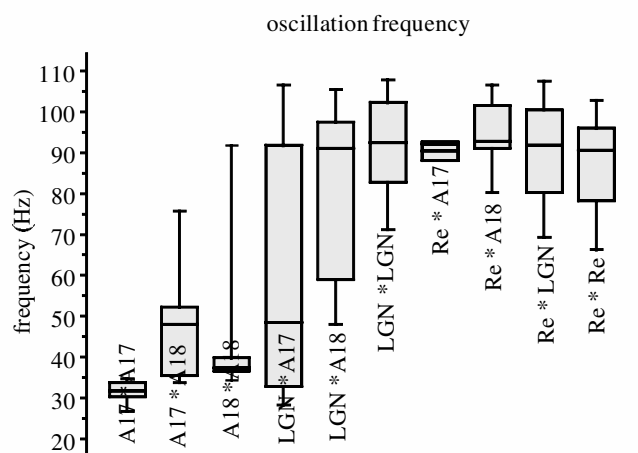 oscillation frequency
frequency (Hz)
110
100
90
80
70
60
50
40
30
20
A17 * A17
A17 * A18
A18 * A18
LGN * A17
LGN * A18
LGN * LGN
Re * A17
Re * A18
Re * LGN
Re * Re